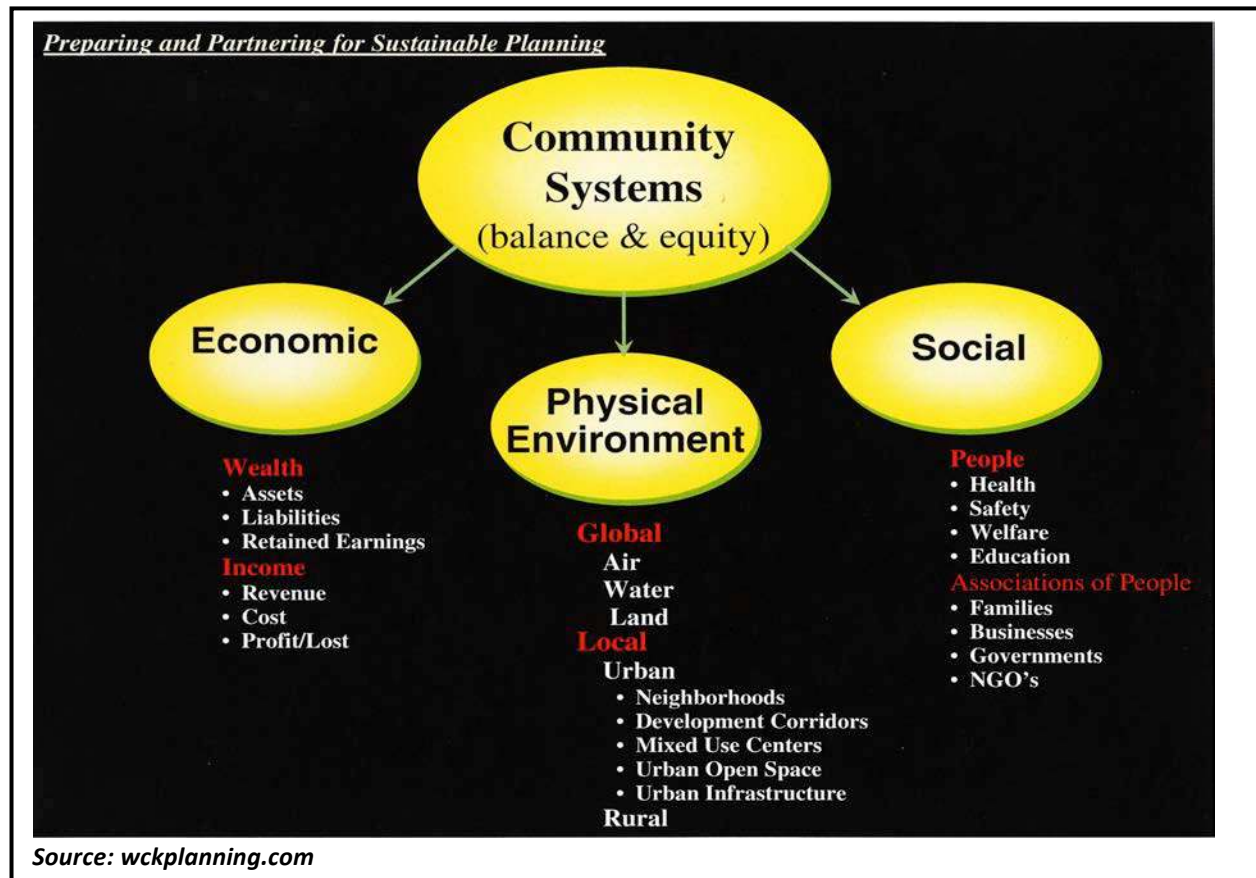 Preparing and Partnering for Sustainable Planning
Community
Systems
(balance & equity)
Economic
Wealth
• Assets
• Liabilities
• Retained Earnings
Income
• Revenue
• Cost
• Profit/Lost
Physical
Environment
Global
Air
Water
Land
Local
Urban
• Neighborhoods
• Development Corridors
• Mixed Use Centers
• Urban Open Space
• Urban Infrastructure
Rural
Social
People
• Health
• Safety
• Welfare
• Education
Associations of People
• Families
• Businesses
• Governments
• NGO's
Source: wckplanning.com